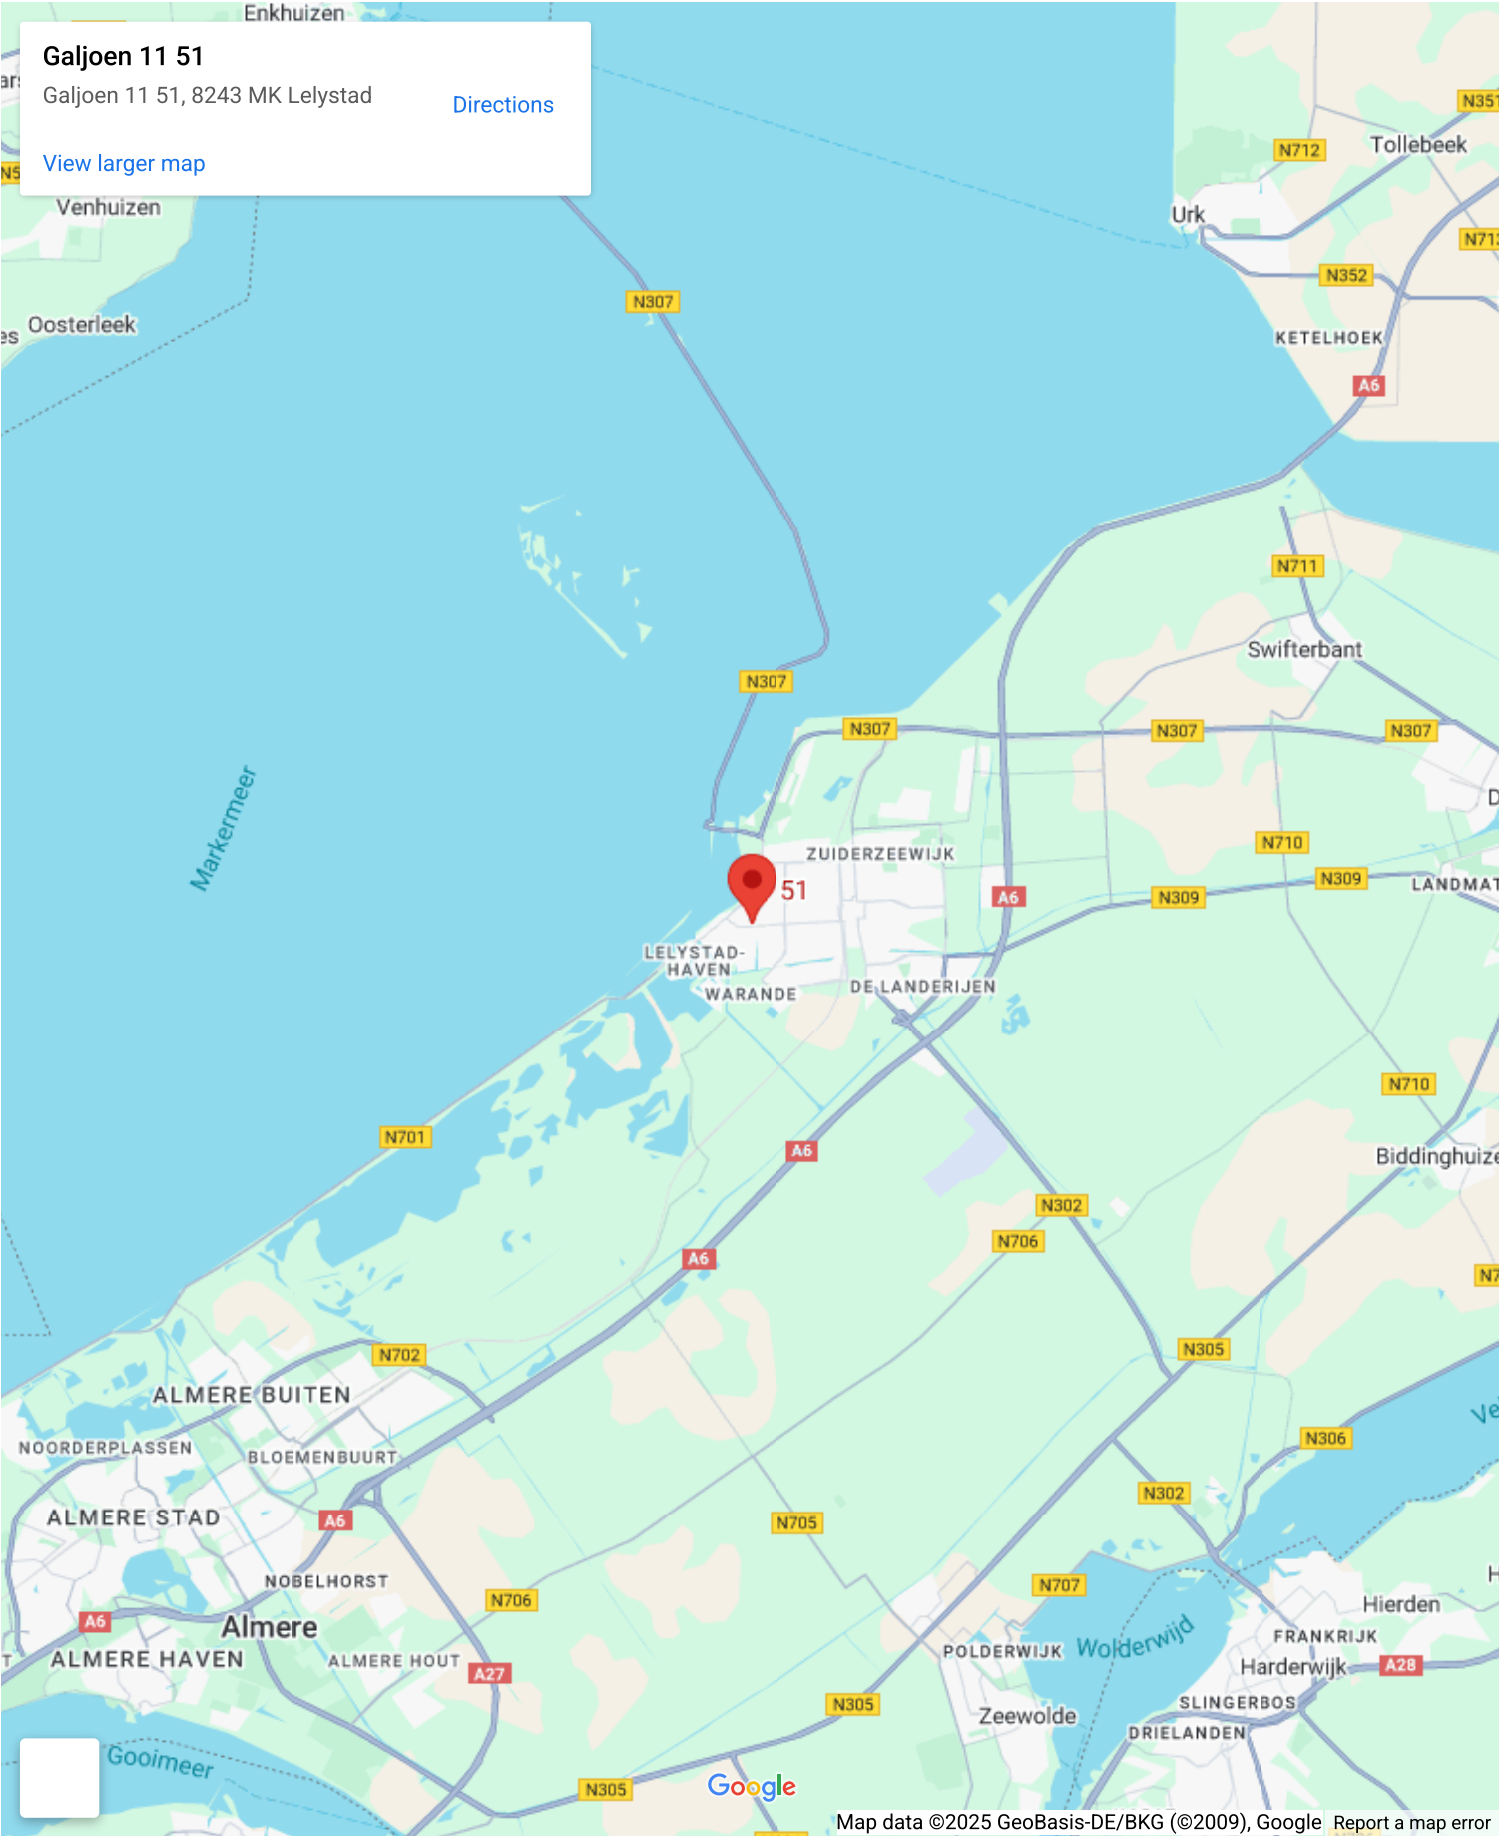 Enkhuizen
Galjoen 11 51
Galjoen 11 51, 8243 MK Lelystad
Directions
View larger map
N351
Tollebeek
N712
Venhuizen
Urk
N352
N307
Oosterleek
KETELHOEK
A6
N711
Swifterbant
N307
N307
N307
N307
Markermeer
N710
ZUIDERZEEWIJK
51
A6
N309
N309
LELYSTAD-
HAVEN
WARANDE
DE LANDERIJEN
N710
N701
A6
N302
N706
A6
N305
N702
ALMERE BUITEN
N306
NOORDERPLASSEN
BLOEMENBUURT
N302
ALMERE STAD
A6
N705
NOBELHORST
N706
N707
Hierden
A6
Almere
Wolderwijd
FRANKRIJK
ALMERE HAVEN
ALMERE HOUT
A27
POLDERWIJK
Harderwijk
A28
SLINGERBOS
N305
Zeewolde
DRIELANDEN
Gooimeer
N305
Google
Map data ©2025 GeoBasis-DE/BKG (©2009), Google
Report a map error